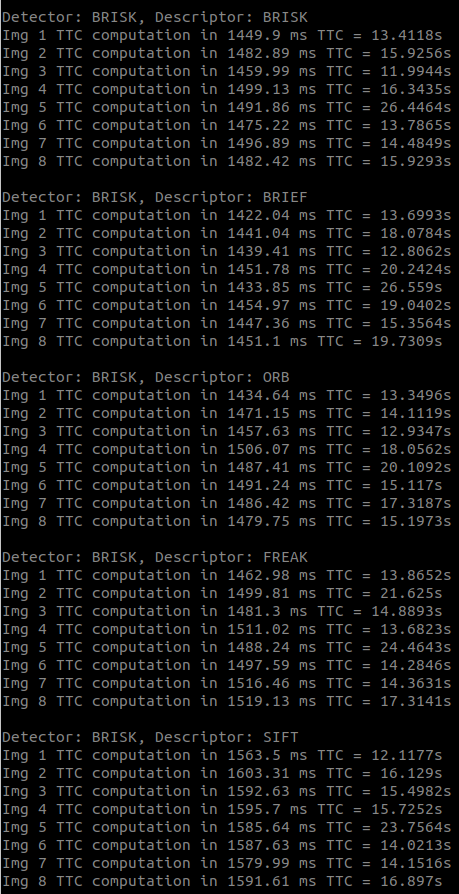 Detector: BRISK, Descriptor: BRISK
Img 1 TTC computation in 1449.9 ms TTC = 13.4118s
Img 2 TTC computation in 1482.89 ms TTC = 15.9256s
Img 3 TTC computation in 1459.99 ms TTC = 11.9944s
Img 4 TTC computation in 1499.13 ms TTC = 16.3435s
Img 5 TTC computation in 1491.86 ms TTC = 26.4464s
Img 6 TTC computation in 1475.22 ms TTC = 13.7865s
Img 7 TTC computation in 1496.89 ms TTC = 14.4849s
Img 8 TTC computation in 1482.42 ms TTC = 15.9293s
Detector: BRISK, Descriptor: BRIEF
Img 1 TTC computation in 1422.04 ms TTC = 13.6993s
Img 2 TTC computation in 1441.04 ms TTC = 18.0784s
Img 3 TTC computation in 1439.41 ms TTC = 12.8062s
Img 4 TTC computation in 1451.78 ms TTC = 20.2424s
Img 5 TTC computation in 1433.85 ms TTC = 26.559s
Img 6 TTC computation in 1454.97 ms TTC = 19.0402s
Img 7 TTC computation in 1447.36 ms TTC = 15.3564s
Img 8 TTC computation in 1451.1 ms TTC = 19.7309s
Detector: BRISK, Descriptor: ORB
Img 1 TTC computation in 1434.64 ms TTC = 13.3496s
Img 2 TTC computation in 1471.15 ms TTC = 14.1119s
Img 3 TTC computation in 1457.63 ms TTC = 12.9347s
Img 4 TTC computation in 1506.07 ms TTC = 18.0562s
Img 5 TTC computation in 1487.41 ms TTC = 20.1092s
Img 6 TTC computation in 1491.24 ms TTC = 15.117s
Img 7 TTC computation in 1486.42 ms TTC = 17.3187s
Img 8 TTC computation in 1479.75 ms TTC = 15.1973s
Detector: BRISK, Descriptor: FREAK
Img 1 TTC computation in 1462.98 ms TTC = 13.8652s
Img 2 TTC computation in 1499.81 ms TTC = 21.625s
Img 3 TTC computation in 1481.3 ms TTC = 14.8893s
Img 4 TTC computation in 1511.02 ms TTC = 13.6823s
Img 5 TTC computation in 1488.24 ms TTC = 24.4643s
Img 6 TTC computation in 1497.59 ms TTC = 14.2846s
Img 7 TTC computation in 1516.46 ms TTC = 14.3631s
Img 8 TTC computation in 1519.13 ms TTC = 17.3141s
Detector: BRISK, Descriptor: SIFT
Img 1 TTC computation in 1563.5 ms TTC = 12.1177s
Img 2 TTC computation in 1603.31 ms TTC = 16.129s
Img 3 TTC computation in 1592.63 ms TTC = 15.4982s
Img 4 TTC computation in 1595.7 ms TTC = 15.7252s
Img 5 TTC computation in 1585.64 ms TTC = 23.7564s
Img 6 TTC computation in 1587.63 ms TTC = 14.0213s
Img 7 TTC computation in 1579.99 ms TTC = 14.1516s
Img 8 TTC computation in 1591.61 ms TTC = 16.897s